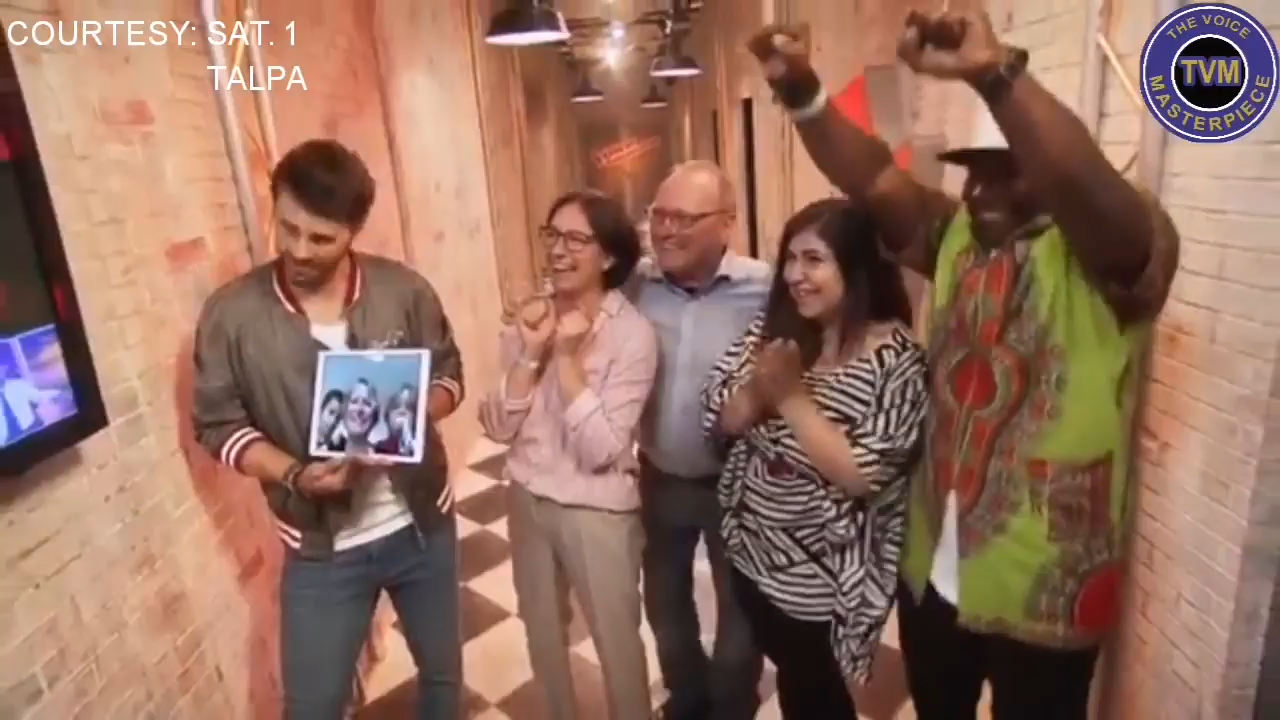 COURTESY: SAT. 1
TALPA
THE VOICE
TVM
MASTERPIECE